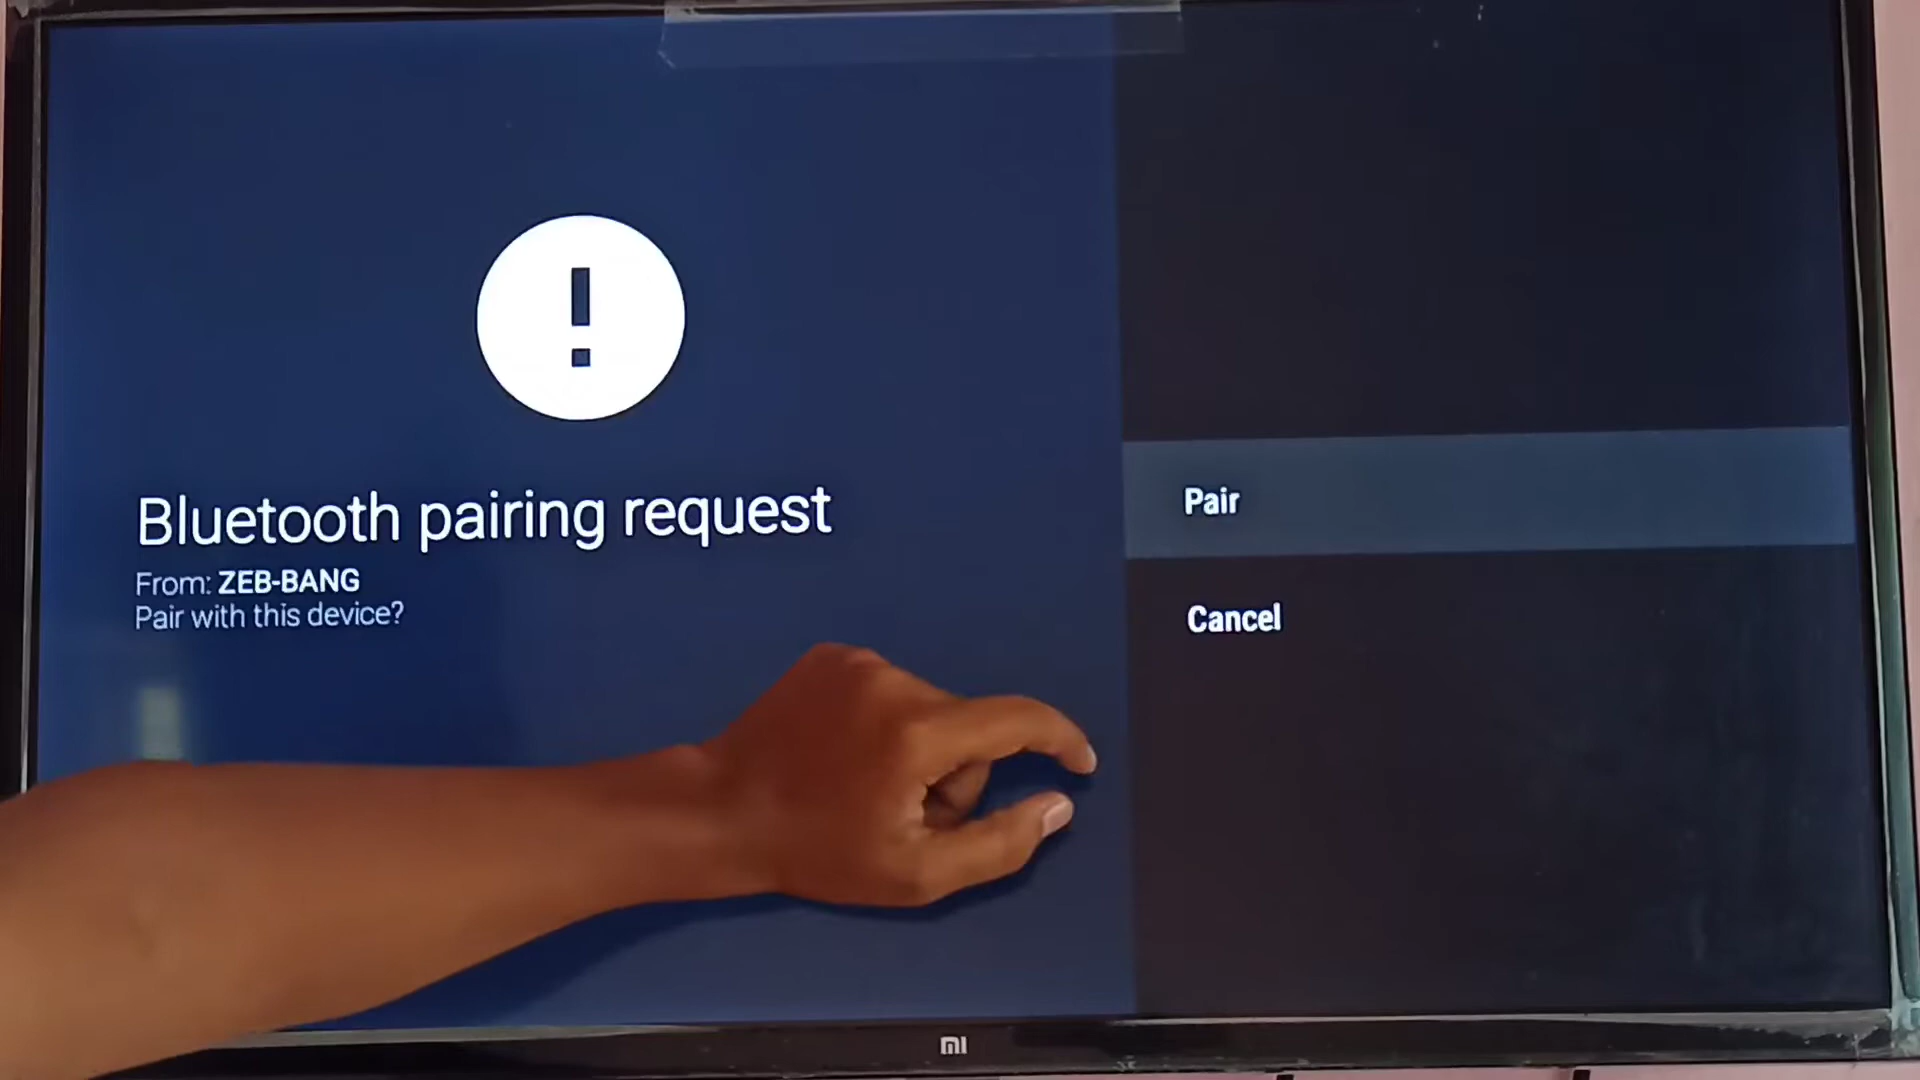 Bluetooth pairing request
From: ZEB-BANG
Pair with this device?
Pair
Cancel
mi